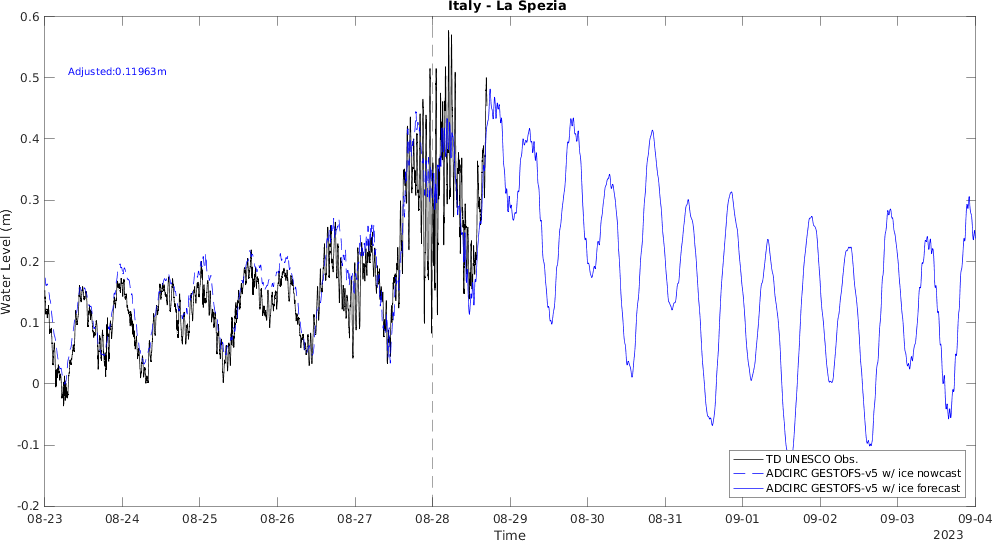 Italy - La Spezia
Adjusted:0.11963m
Water Level (m)
0.6
0.5
0.4
0.3
0.2
0.1
0
-0.1
-0.2
TD UNESCO Obs.
ADCIRC GESTOFS-v5 w/ ice nowcast
ADCIRC GESTOFS-v5 w/ ice forecast
08-23 08-24 08-25 08-26 08-27 08-28 08-29 08-30 08-31 09-01 09-02 09-03 09-04
Time
2023